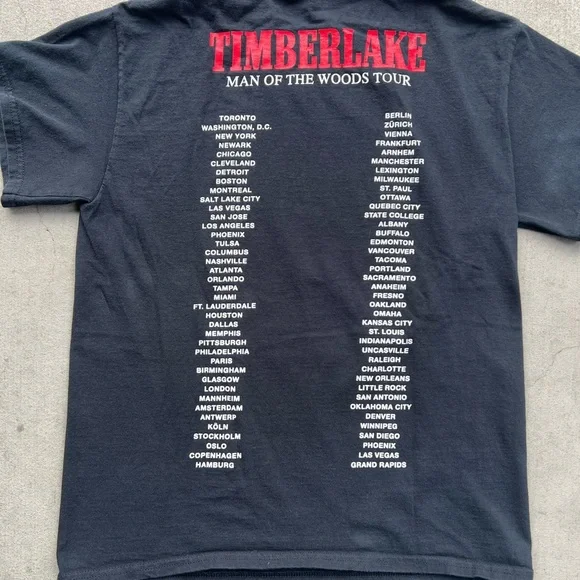 TIMBERLAKE
MAN OF THE WOODS TOUR
TORONTO
WASHINGTON, D.C.
NEW YORK
NEWARK
CHICAGO
CLEVELAND
DETROIT
BOSTON
MONTREAL
SALT LAKE CITY
LAS VEGAS
SAN JOSE
LOS ANGELES
PHOENIX
TULSA
COLUMBUS
NASHVILLE
ATLANTA
ORLANDO
TAMPA
MIAMI
FT. LAUDERDALE
HOUSTON
DALLAS
MEMPHIS
PITTSBURGH
PHILADELPHIA
PARIS
BIRMINGHAM
GLASGOW
LONDON
MANNHEIM
AMSTERDAM
ANTWERP
KÖLN
STOCKHOLM
OSLO
COPENHAGEN
HAMBURG
BERLIN
ZÜRICH
VIENNA
FRANKFURT
ARNHEM
MANCHESTER
LEXINGTON
MILWAUKEE
ST. PAUL
OTTAWA
QUEBEC CITY
STATE COLLEGE
ALBANY
BUFFALO
EDMONTON
VANCOUVER
TACOMA
PORTLAND
SACRAMENTO
ANAHEIM
FRESNO
OAKLAND
OMAHA
KANSAS CITY
ST. LOUIS
INDIANAPOLIS
UNCASVILLE
RALEIGH
CHARLOTTE
NEW ORLEANS
LITTLE ROCK
SAN ANTONIO
OKLAHOMA CITY
DENVER
WINNIPEG
SAN DIEGO
PHOENIX
LAS VEGAS
GRAND RAPIDS